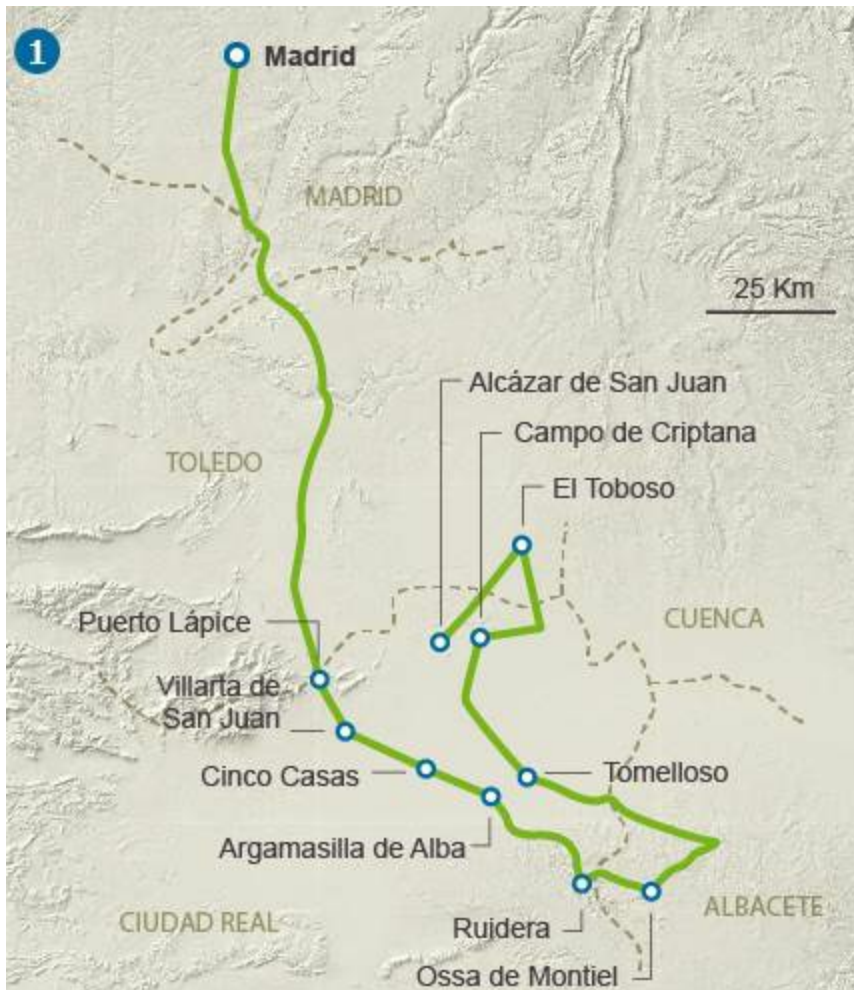 1
Madrid
MADRID
25 Km
Alcázar de San Juan
Campo de Criptana
TOLEDO
El Toboso
Puerto Lápice
CUENCA
Villarta de
San Juan
Cinco Casas
Tomelloso
Argamasilla de Alba
ALBACETE
CIUDAD REAL
Ruidera
Ossa de Montiel